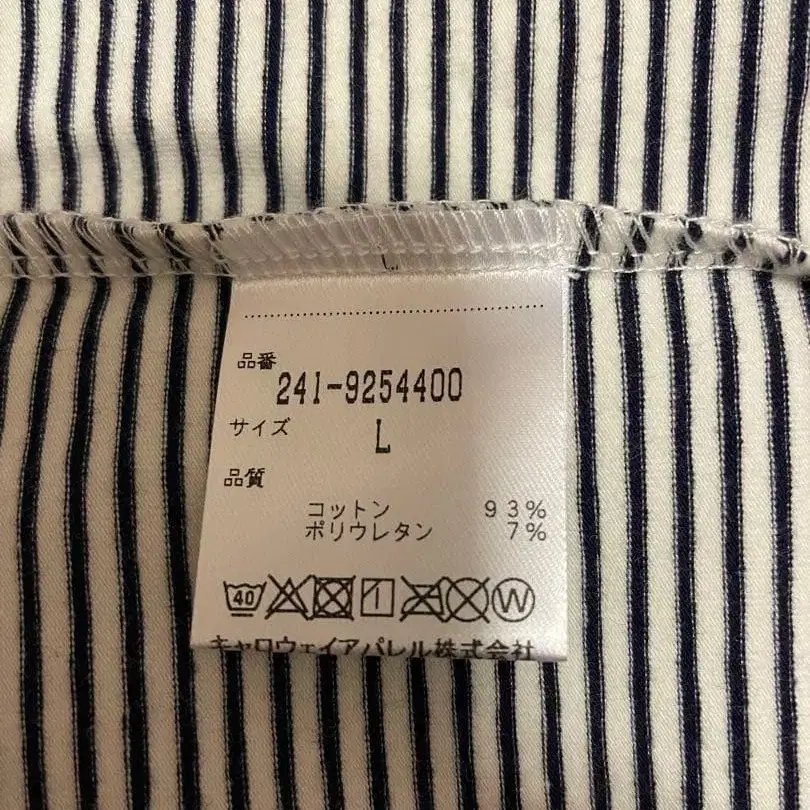 品番
241-9254400
サイズ L
品質
コットン 93%
ポリウレタン 7%
40 W
キャロウェイアパレル株式会社